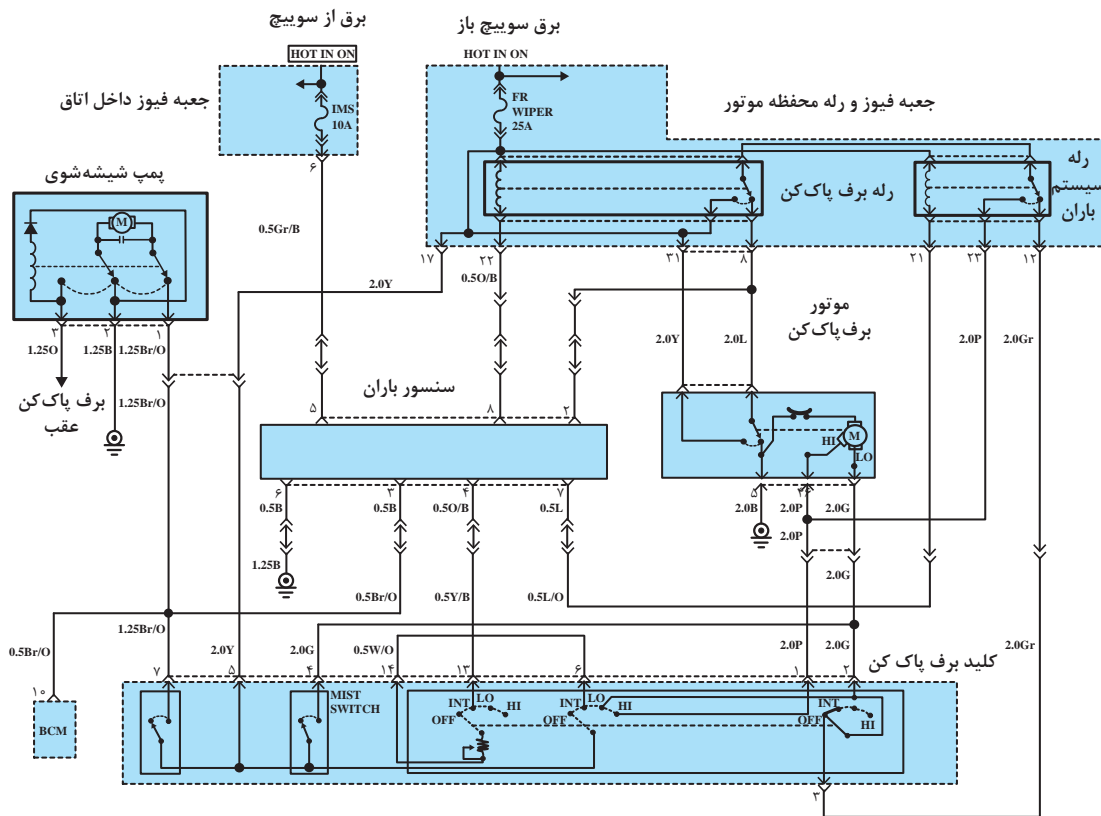 برق از سوییچ
برق سوییچ باز
HOT IN ON
HOT IN ON
جعبه فیوز داخل اتاق
IMS
10A
FR
WIPER
25A
جعبه فیوز و رله محفظه موتور
رله
سیستم
باران
رله برف پاک‌کن
پمپ شیشه‌شوی
M
۶
0.5Gr/B
۱۷
۲۲
۳۱
۸
۲۱
۲۳
۱۲
2.0Y
0.5O/B
موتور
برف‌پاک‌کن
۳
۲
۱
1.25O
1.25B
1.25Br/O
2.0Y
2.0L
2.0P
2.0Gr
برف پاک‌کن
عقب
1.25Br/O
سنسور باران
۵
۸
۲
HI
M
LO
۶
۳
۴
۷
۵
۴۶
0.5B
0.5B
0.5O/B
0.5L
2.0B
2.0P
2.0G
2.0P
1.25B
2.0G
0.5Br/O
0.5Y/B
0.5L/O
0.5Br/O
1.25Br/O
2.0Y
2.0G
0.5W/O
2.0P
2.0G
2.0Gr
کلید برف پاک کن
۷
۵
۴
۱۴
۱۳
۶
۱
۲
۱۰
BCM
MIST
SWITCH
INT
LO
HI
OFF
INT
LO
HI
OFF
INT
HI
OFF
۳